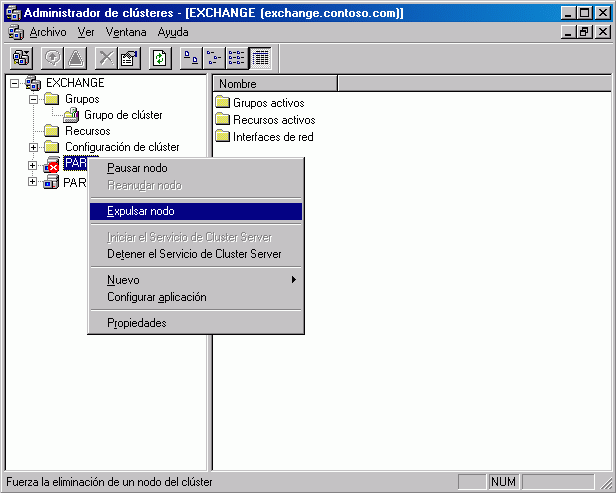 Administrador de clústeres - [EXCHANGE (exchange.contoso.com)]
Archivo Ver Ventana Ayuda
EXCHANGE
Grupos
Grupo de clúster
Recursos
Configuración de clúster
PAR
PAR
Nombre
Grupos activos
Recursos activos
Interfaces de red
Pausar nodo
Reanudar nodo
Expulsar nodo
Iniciar el Servicio de Cluster Server
Detener el Servicio de Cluster Server
Nuevo
Configurar aplicación
Propiedades
Fuerza la eliminación de un nodo del clúster
NUM